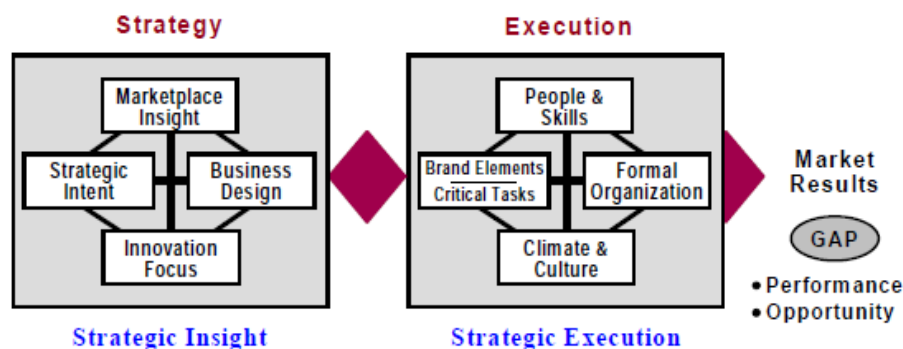 Strategy
Marketplace
Insight
Strategic
Intent
Business
Design
Innovation
Focus
Strategic Insight
Execution
People &
Skills
Brand Elements
Critical Tasks
Formal
Organization
Climate &
Culture
Strategic Execution
Market
Results
GAP
• Performance
• Opportunity